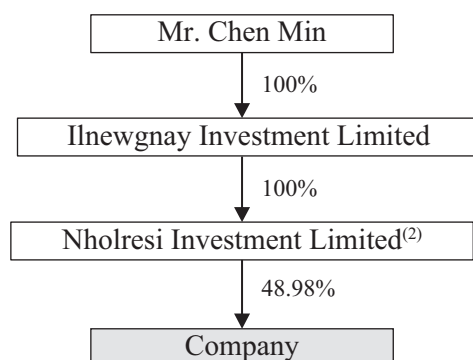 Mr. Chen Min
100%
Ilnewgnay Investment Limited
100%
Nholresi Investment Limited(2)
48.98%
Company